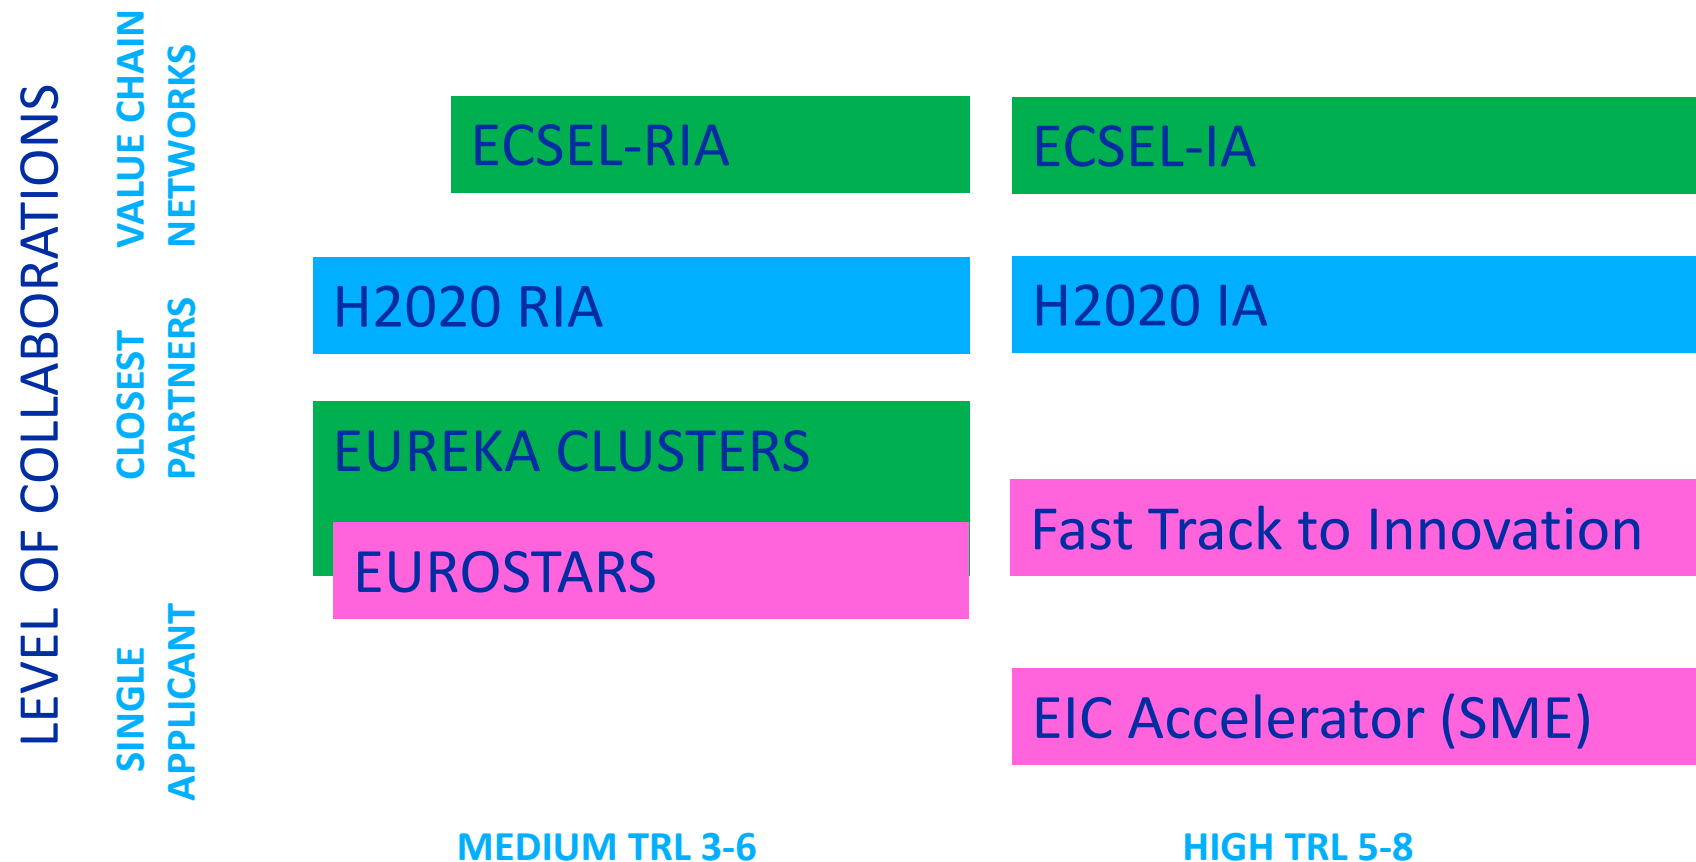 LEVEL OF COLLABORATIONS
VALUE CHAIN
NETWORKS
CLOSEST
PARTNERS
SINGLE
APPLICANT
ECSEL-RIA
ECSEL-IA
H2020 RIA
H2020 IA
EUREKA CLUSTERS
Fast Track to Innovation
EUROSTARS
EIC Accelerator (SME)
MEDIUM TRL 3-6
HIGH TRL 5-8